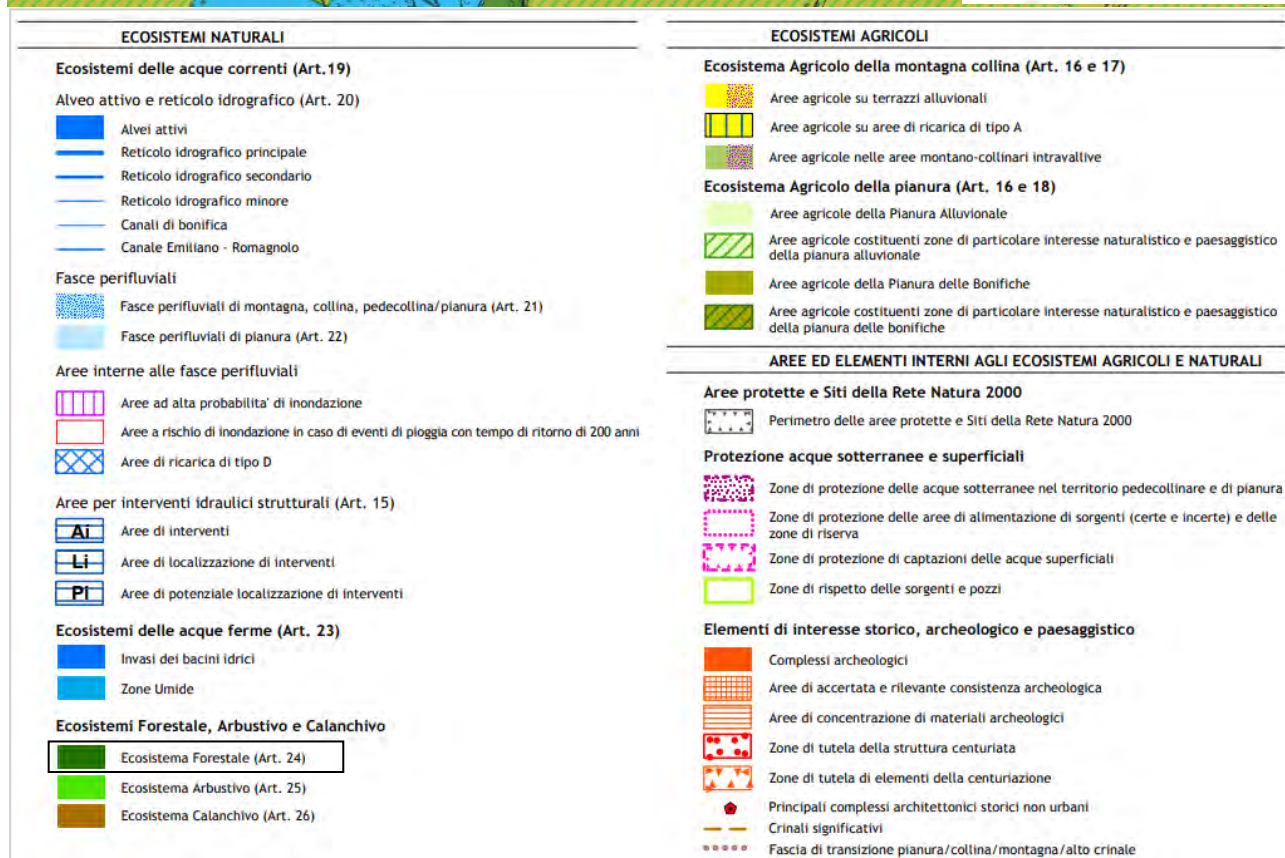 ECOSISTEMI NATURALI
Ecosistemi delle acque correnti (Art.19)
Alveo attivo e reticolo idrografico (Art. 20)
Alvei attivi
Reticolo idrografico principale
Reticolo idrografico secondario
Reticolo idrografico minore
Canali di bonifica
Canale Emiliano - Romagnolo
Fasce perifluviali
Fasce perifluviali di montagna, collina, pedecollina/pianura (Art. 21)
Fasce perifluviali di pianura (Art. 22)
Aree interne alle fasce perifluviali
Aree ad alta probabilita' di inondazione
Aree a rischio di inondazione in caso di eventi di pioggia con tempo di ritorno di 200 anni
Aree di ricarica di tipo D
Aree per interventi idraulici strutturali (Art. 15)
Ai Aree di interventi
Li Aree di localizzazione di interventi
Pi Aree di potenziale localizzazione di interventi
Ecosistemi delle acque ferme (Art. 23)
Invasi dei bacini idrici
Zone Umide
Ecosistemi Forestale, Arbustivo e Calanchivo
Ecosistema Forestale (Art. 24)
Ecosistema Arbustivo (Art. 25)
Ecosistema Calanchivo (Art. 26)
ECOSISTEMI AGRICOLI
Ecosistema Agricolo della montagna collina (Art. 16 e 17)
Aree agricole su terrazzi alluvionali
Aree agricole su aree di ricarica di tipo A
Aree agricole nelle aree montano-collinari intravallive
Ecosistema Agricolo della pianura (Art. 16 e 18)
Aree agricole della Pianura Alluvionale
Aree agricole costituenti zone di particolare interesse naturalistico e paesaggistico
della pianura alluvionale
Aree agricole della Pianura delle Bonifiche
Aree agricole costituenti zone di particolare interesse naturalistico e paesaggistico
della pianura delle bonifiche
AREE ED ELEMENTI INTERNI AGLI ECOSISTEMI AGRICOLI E NATURALI
Aree protette e Siti della Rete Natura 2000
Perimetro delle aree protette e Siti della Rete Natura 2000
Protezione acque sotterranee e superficiali
Zone di protezione delle acque sotterranee nel territorio pedecollinare e di pianura
Zone di protezione delle aree di alimentazione di sorgenti (certe e incerte) e delle
zone di riserva
Zone di protezione di captazioni delle acque superficiali
Zone di rispetto delle sorgenti e pozzi
Elementi di interesse storico, archeologico e paesaggistico
Complessi archeologici
Aree di accertata e rilevante consistenza archeologica
Aree di concentrazione di materiali archeologici
Zone di tutela della struttura centuriata
Zone di tutela di elementi della centuriazione
Principali complessi architettonici storici non urbani
Crinali significativi
Fascia di transizione pianura/collina/montagna/alto crinale